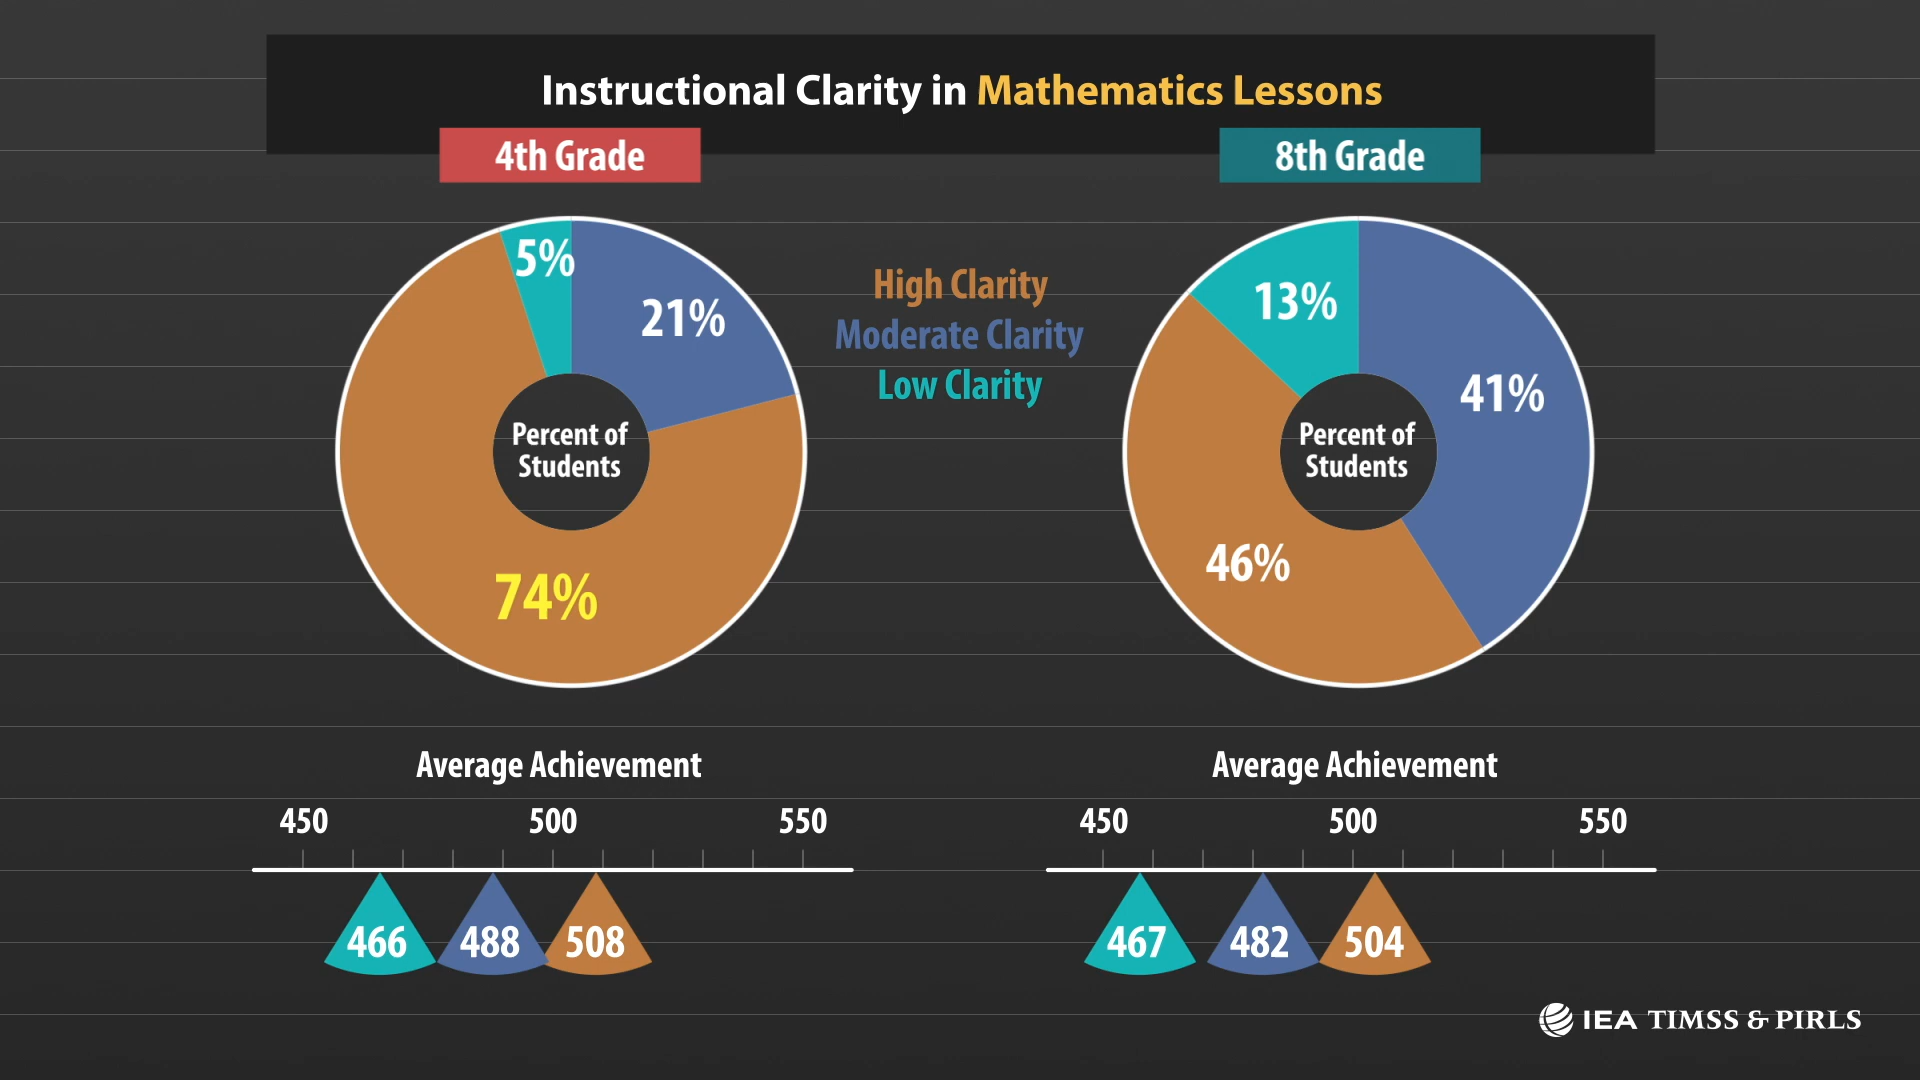 Instructional Clarity in Mathematics Lessons
4th Grade
8th Grade
5%
21%
74%
Percent of
Students
High Clarity
Moderate Clarity
Low Clarity
13%
41%
46%
Percent of
Students
Average Achievement
450 500 550
466 488 508
Average Achievement
450 500 550
467 482 504
IEA TIMSS & PIRLS